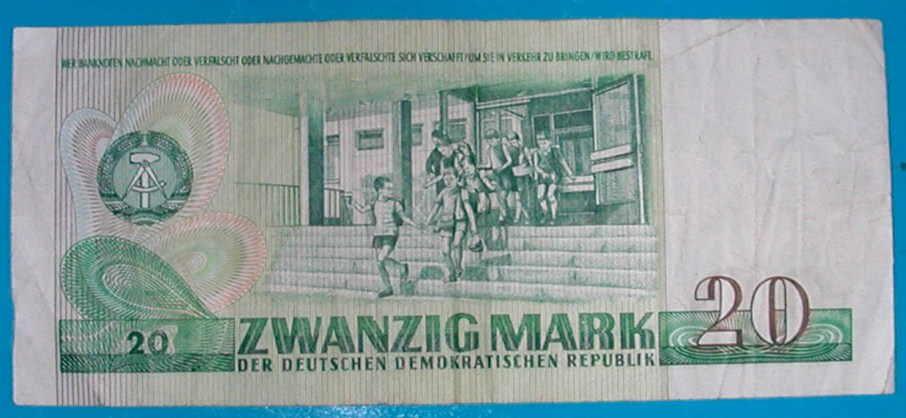 WER BANKNOTEN NACHMACHT ODER VERFÄLSCHT ODER NACHGEMACHTE ODER VERFÄLSCHTE SICH VERSCHAFFT/UM SIE IN VERKEHR ZU BRINGEN/WIRD BESTRAFT.
20
ZWANZIG MARK
DER DEUTSCHEN DEMOKRATISCHEN REPUBLIK
20